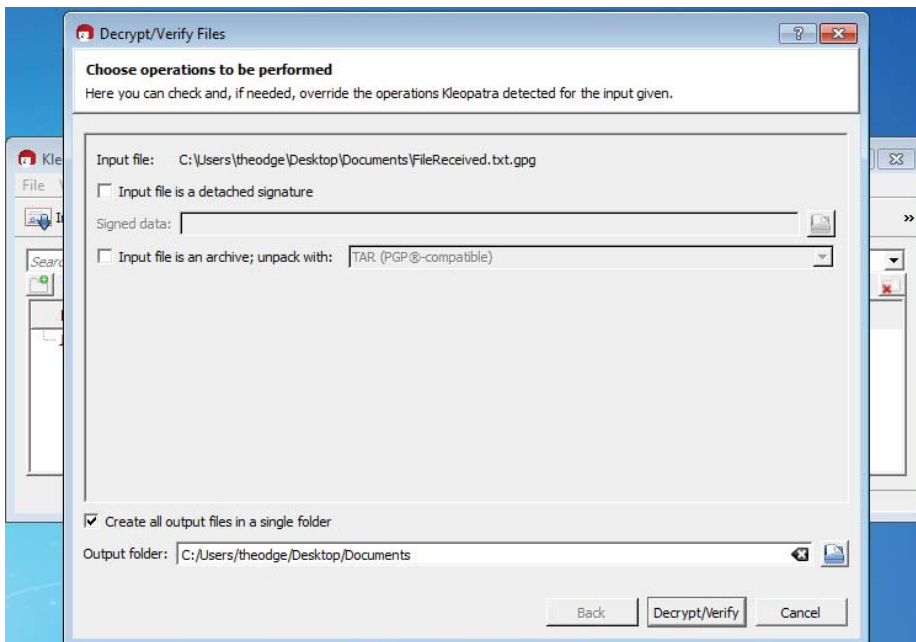 Decrypt/Verify Files
Choose operations to be performed
Here you can check and, if needed, override the operations Kleopatra detected for the input given.
Kle
File
Input file: C:\Users\theodge\Desktop\Documents\FileReceived.txt.gpg
Input file is a detached signature
Signed data:
Input file is an archive; unpack with: TAR (PGP®-compatible)
Searc
Create all output files in a single folder
Output folder: C:/Users/theodge/Desktop/Documents
Back Decrypt/Verify Cancel